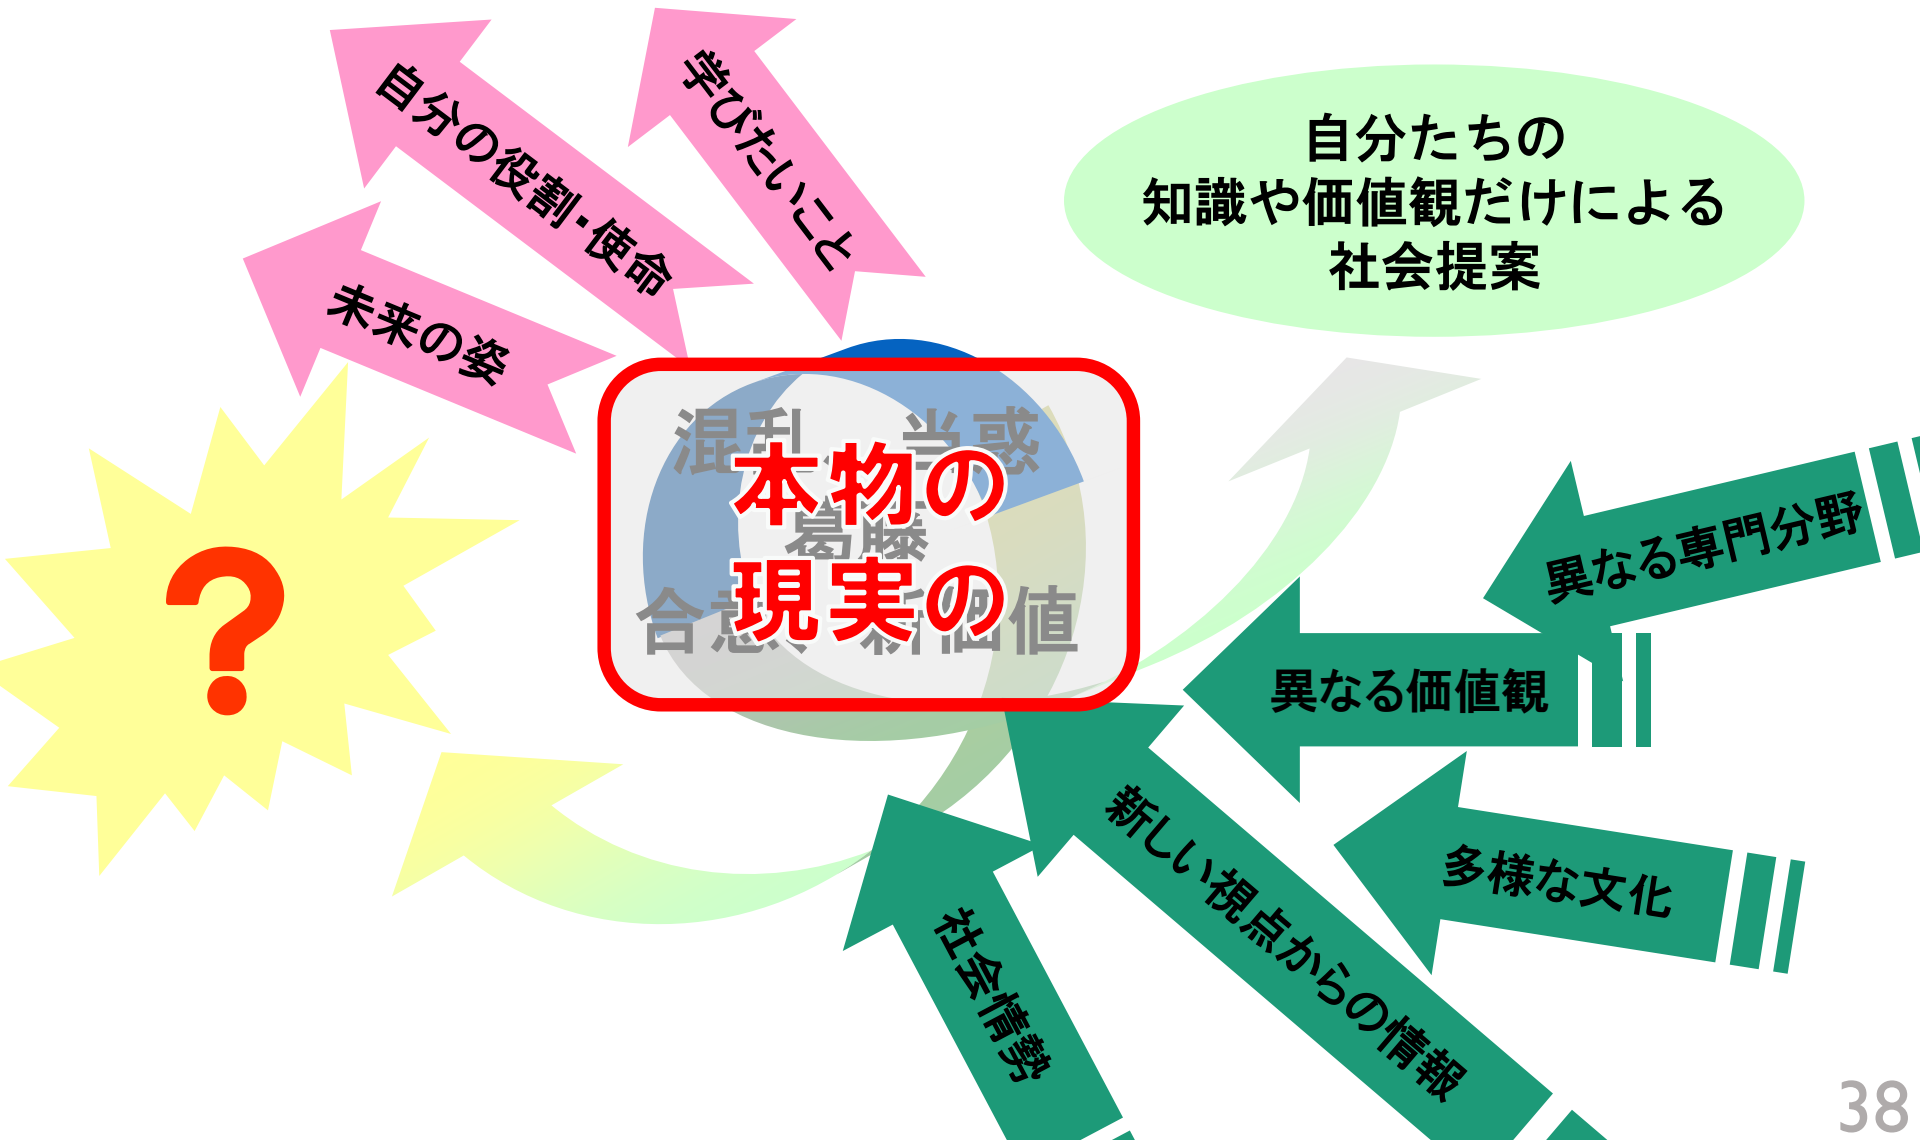 学びたいこと
自分の役割・使命
未来の姿
自分たちの
知識や価値観だけによる
社会提案
混乱、当惑
葛藤
本物の
現実の
合意、新価値
?
異なる専門分野
異なる価値観
多様な文化
新しい視点からの情報
社会情勢
38